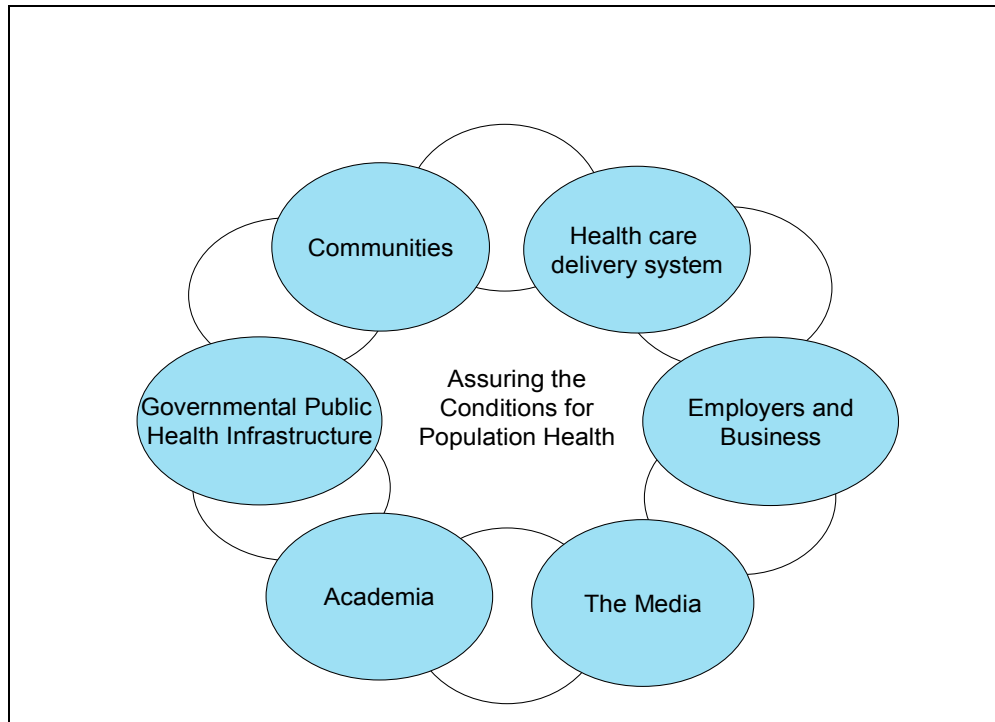 Communities
Health care
delivery system
Governmental Public
Health Infrastructure
Assuring the
Conditions for
Population Health
Employers and
Business
Academia
The Media